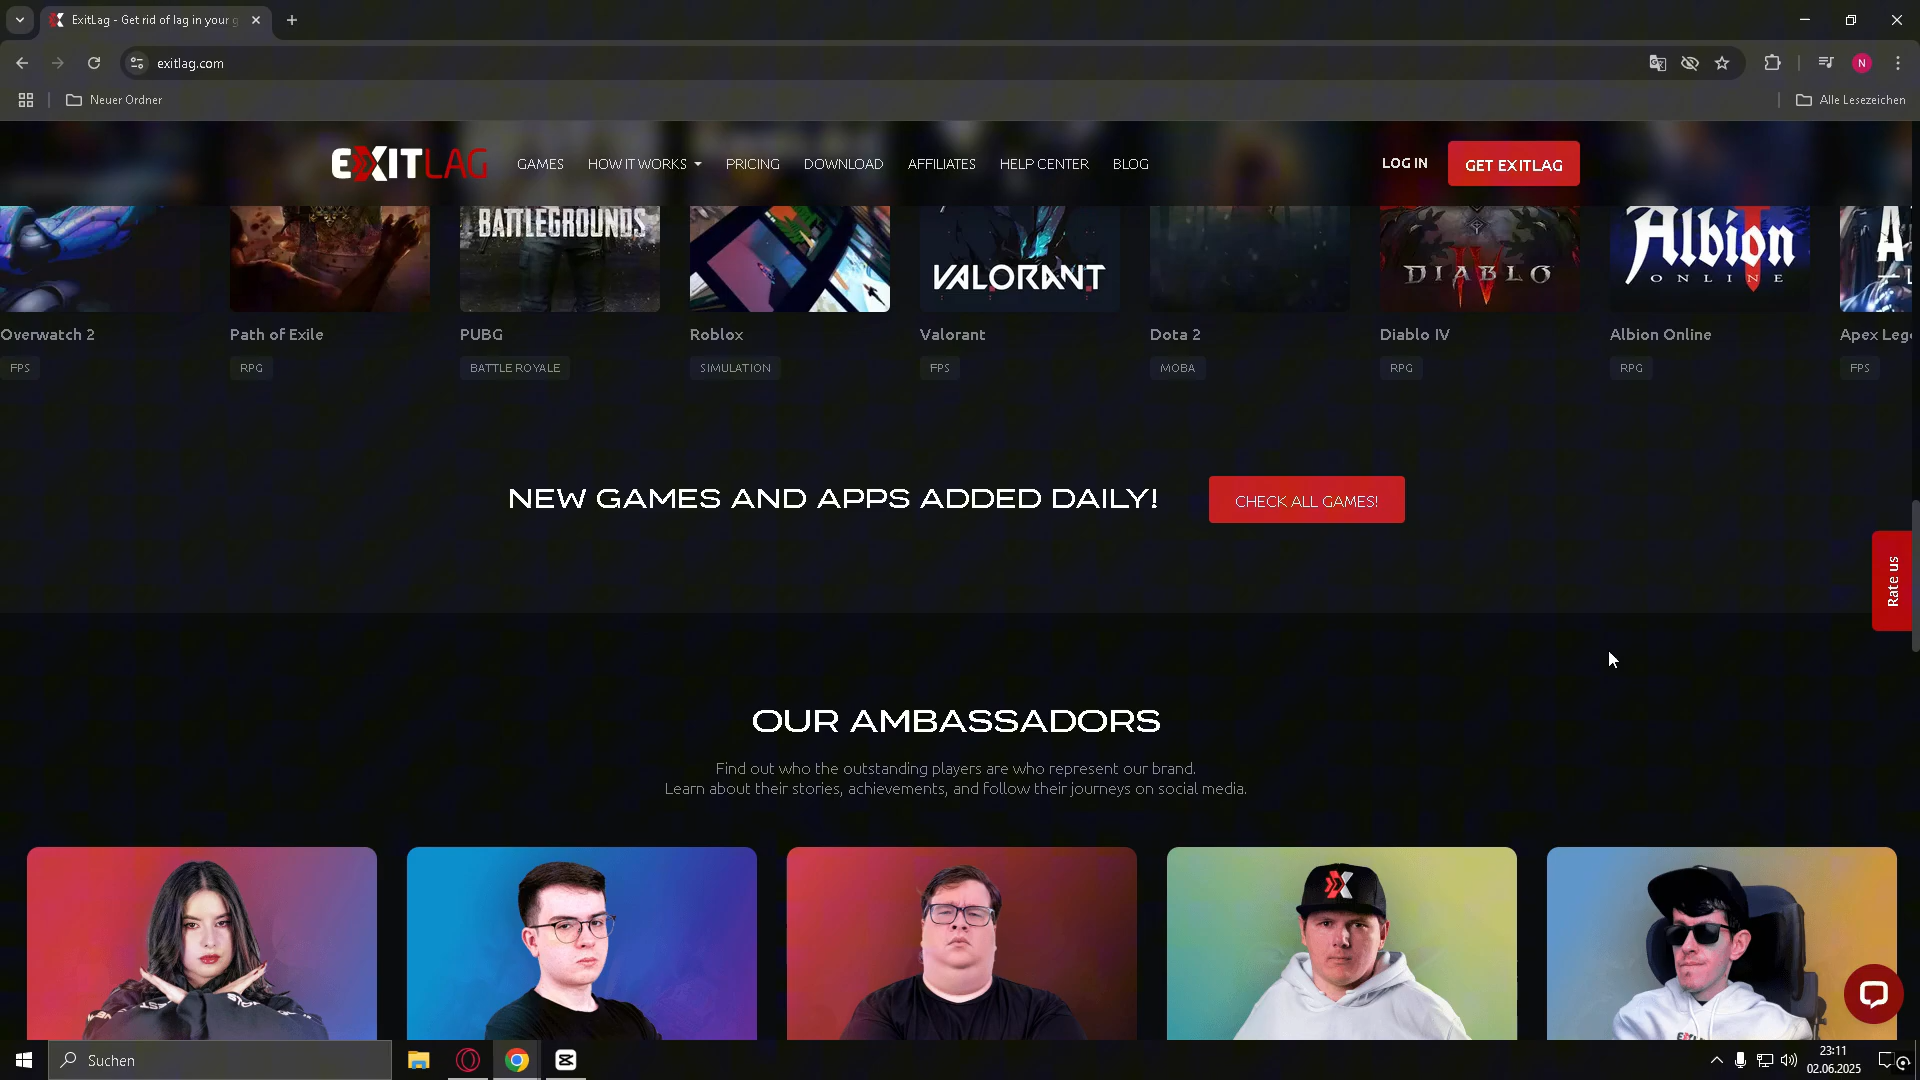 ExitLag - Get rid of lag in your g
exitlag.com
N
Neuer Ordner
Alle Lesezeichen
EXITLAG
GAMES
HOW IT WORKS
PRICING
DOWNLOAD
AFFILIATES
HELP CENTER
BLOG
LOG IN
GET EXITLAG
BATTLEGROUNDS
VALORANT
DIABLO
IV
Albion
ONLINE
Overwatch 2
Path of Exile
PUBG
Roblox
Valorant
Dota 2
Diablo IV
Albion Online
Apex Leg
FPS
RPG
BATTLE ROYALE
SIMULATION
FPS
MOBA
RPG
RPG
FPS
NEW GAMES AND APPS ADDED DAILY!
CHECK ALL GAMES!
Rate us
OUR AMBASSADORS
Find out who the outstanding players are who represent our brand.
Learn about their stories, achievements, and follow their journeys on social media.
Suchen
23:11
02.06.2025